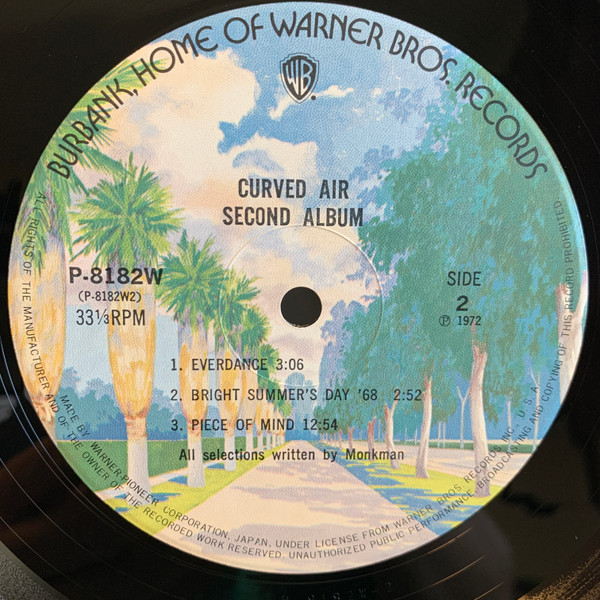 BURBANK, HOME OF WARNER BROS. RECORDS
WB
CURVED AIR
SECOND ALBUM
P-8182W
(P-8182W2)
33⅓RPM
SIDE
2
Ⓟ 1972
1. EVERDANCE 3:06
2. BRIGHT SUMMER'S DAY '68 2:52
3. PIECE OF MIND 12:54
All selections written by Monkman
MADE BY WARNER-PIONEER CORPORATION, JAPAN, UNDER LICENSE FROM WARNER BROS RECORDS INC., U.S.A.
ALL RIGHTS OF THE MANUFACTURER AND OF THE OWNER OF THE RECORDED WORK RESERVED. UNAUTHORIZED PUBLIC PERFORMANCE, BROADCASTING AND COPYING OF THIS RECORD PROHIBITED